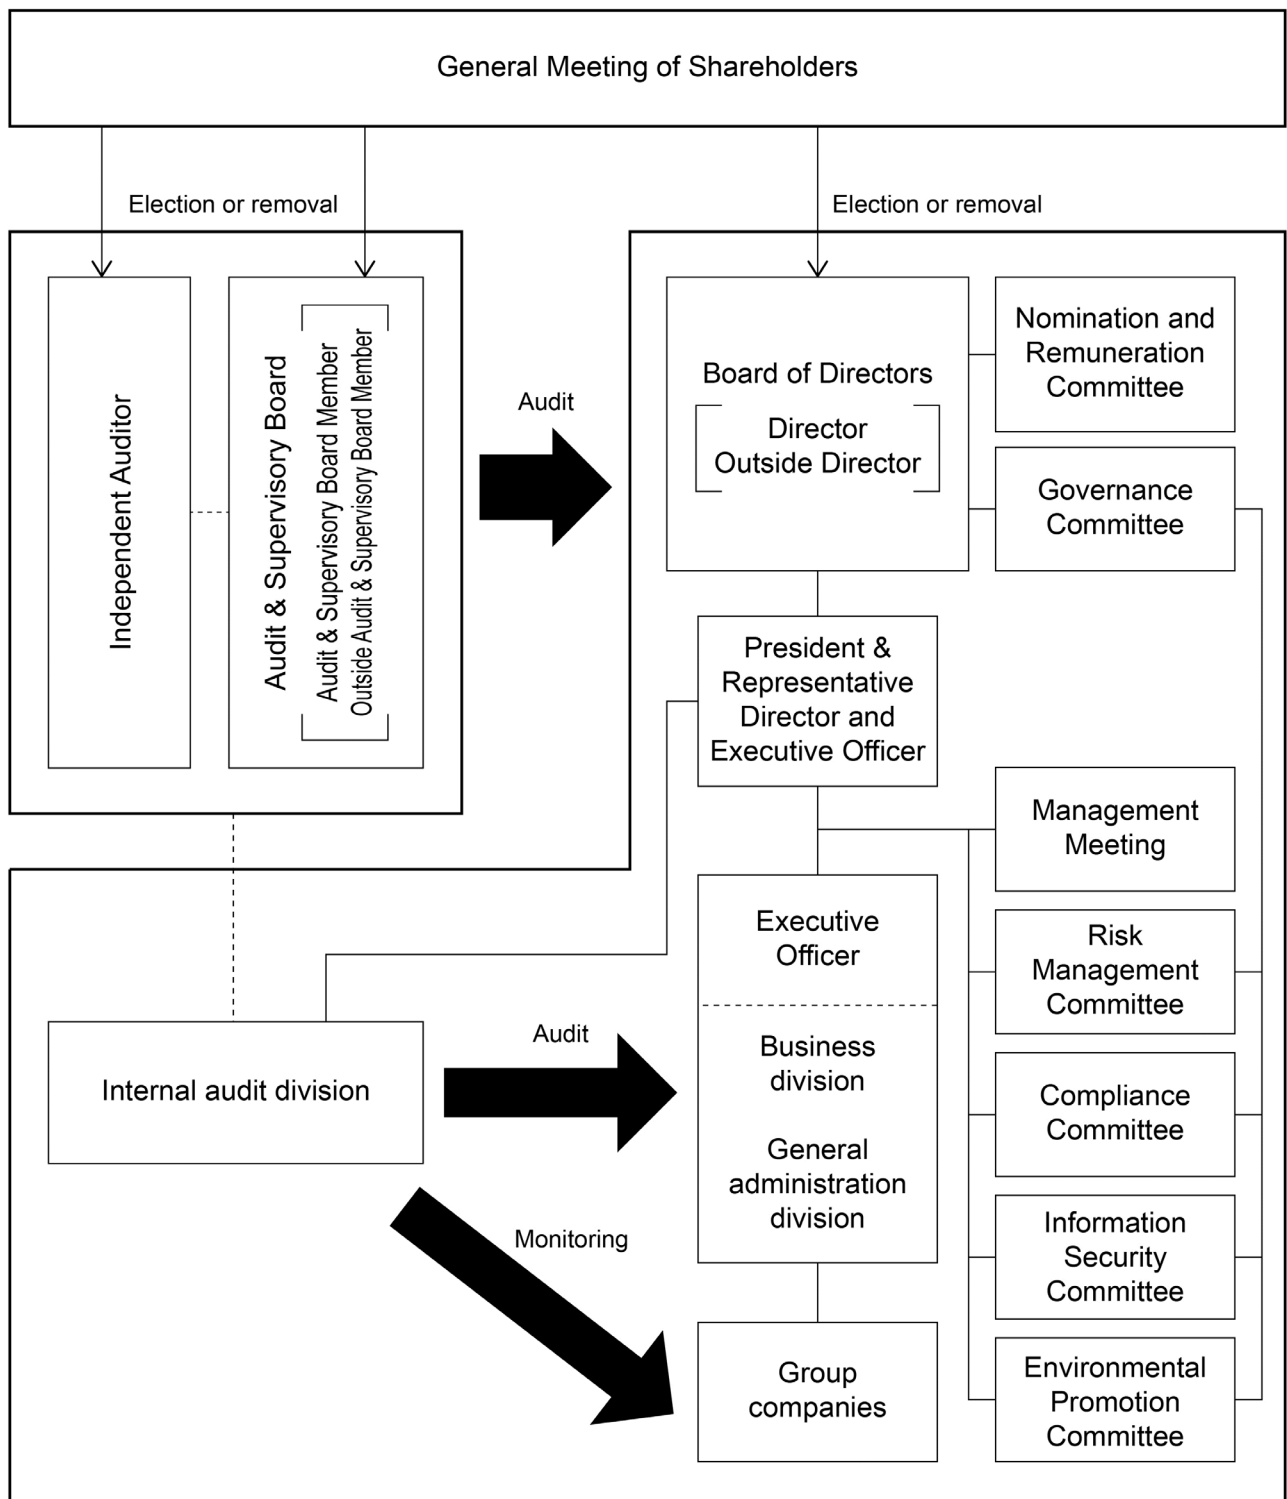 General Meeting of Shareholders
Election or removal
Election or removal
Independent Auditor
Audit & Supervisory Board
Audit & Supervisory Board Member
Outside Audit & Supervisory Board Member
Audit
Board of Directors
Director
Outside Director
Nomination and
Remuneration
Committee
Governance
Committee
President &
Representative
Director and
Executive Officer
Management
Meeting
Executive
Officer
Risk
Management
Committee
Internal audit division
Audit
Business
division
General
administration
division
Compliance
Committee
Monitoring
Information
Security
Committee
Group
companies
Environmental
Promotion
Committee